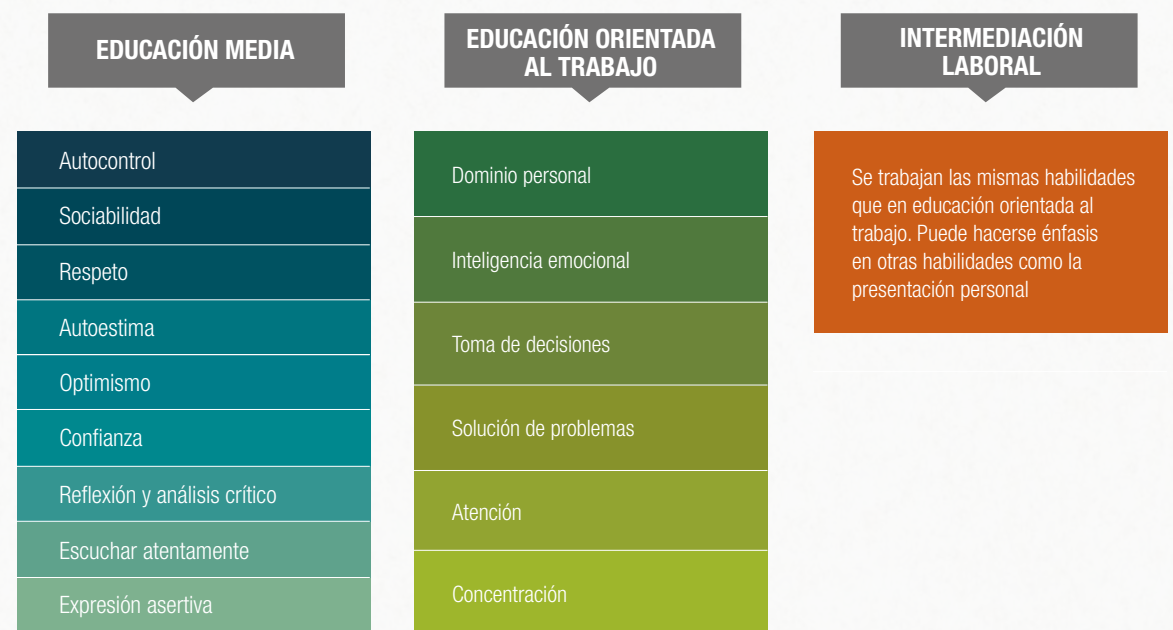 EDUCACIÓN MEDIA
Autocontrol
Sociabilidad
Respeto
Autoestima
Optimismo
Confianza
Reflexión y análisis crítico
Escuchar atentamente
Expresión asertiva
EDUCACIÓN ORIENTADA
AL TRABAJO
Dominio personal
Inteligencia emocional
Toma de decisiones
Solución de problemas
Atención
Concentración
INTERMEDIACIÓN
LABORAL
Se trabajan las mismas habilidades
que en educación orientada al
trabajo. Puede hacerse énfasis
en otras habilidades como la
presentación personal